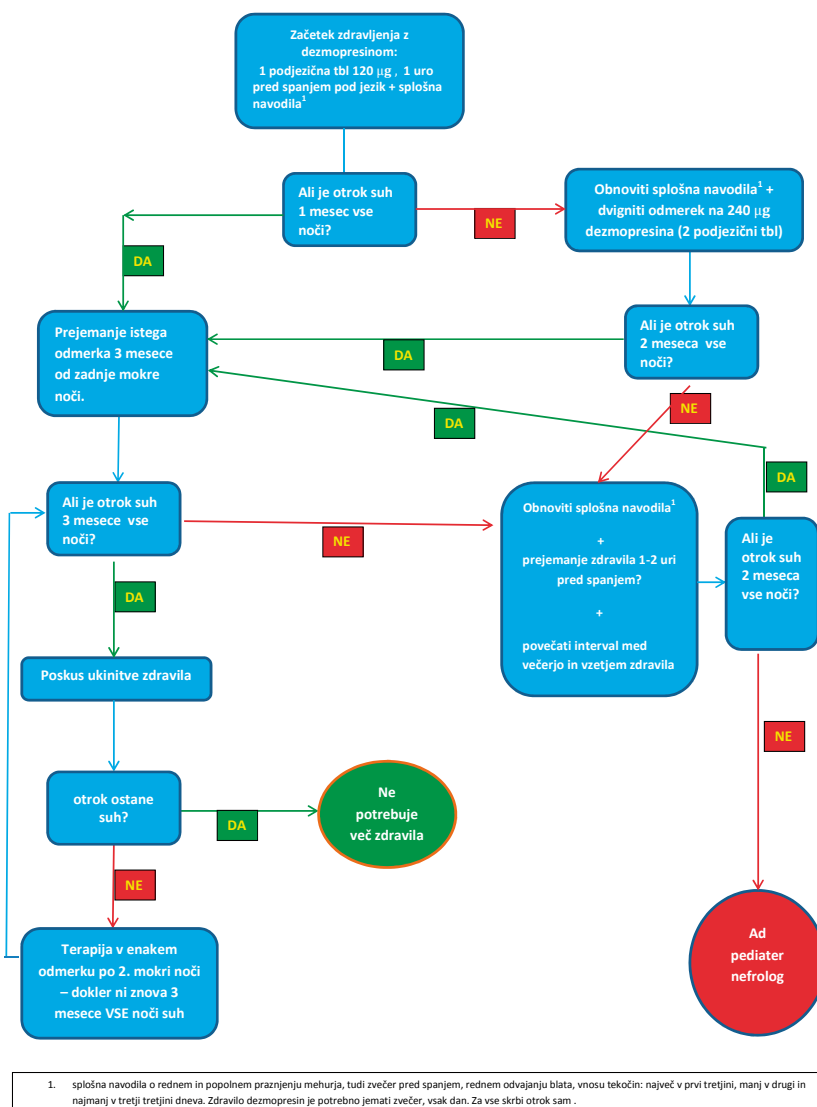 Začetek zdravljenja z
dezmopresinom:
1 podjezična tbl 120 µg , 1 uro
pred spanjem pod jezik + splošna
navodila1
Ali je otrok suh
1 mesec vse
noči?
NE
Obnoviti splošna navodila1 +
dvigniti odmerek na 240 µg
dezmopresina (2 podjezični tbl)
DA
Prejemanje istega
odmerka 3 mesece
od zadnje mokre
noči.
Ali je otrok suh
2 meseca vse
noči?
DA
NE
DA
DA
Ali je otrok suh
3 mesece vse
noči?
NE
Obnoviti splošna navodila1
+
prejemanje zdravila 1-2 uri
pred spanjem?
+
povečati interval med
večerjo in vzetjem zdravila
Ali je
otrok suh
2 meseca
vse noči?
DA
Poskus ukinitve zdravila
NE
otrok ostane
suh?
DA
Ne
potrebuje
več zdravila
NE
Terapija v enakem
odmerku po 2. mokri noči
– dokler ni znova 3
mesece VSE noči suh
Ad
pediater
nefrolog
1. splošna navodila o rednem in popolnem praznjenju mehurja, tudi zvečer pred spanjem, rednem odvajanju blata, vnosu tekočin: največ v prvi tretjini, manj v drugi in
najmanj v tretji tretjini dneva. Zdravilo dezmopresin je potrebno jemati zvečer, vsak dan. Za vse skrbi otrok sam .